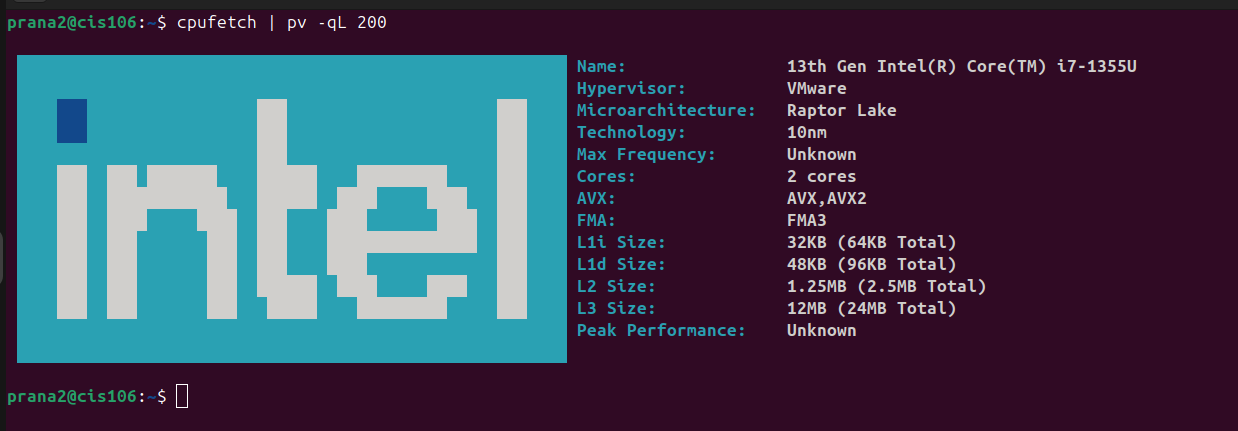 prana2@cis106:~$ cpufetch | pv -qL 200
intel
Name: 13th Gen Intel(R) Core(TM) i7-1355U
Hypervisor: VMware
Microarchitecture: Raptor Lake
Technology: 10nm
Max Frequency: Unknown
Cores: 2 cores
AVX: AVX,AVX2
FMA: FMA3
L1i Size: 32KB (64KB Total)
L1d Size: 48KB (96KB Total)
L2 Size: 1.25MB (2.5MB Total)
L3 Size: 12MB (24MB Total)
Peak Performance: Unknown
prana2@cis106:~$